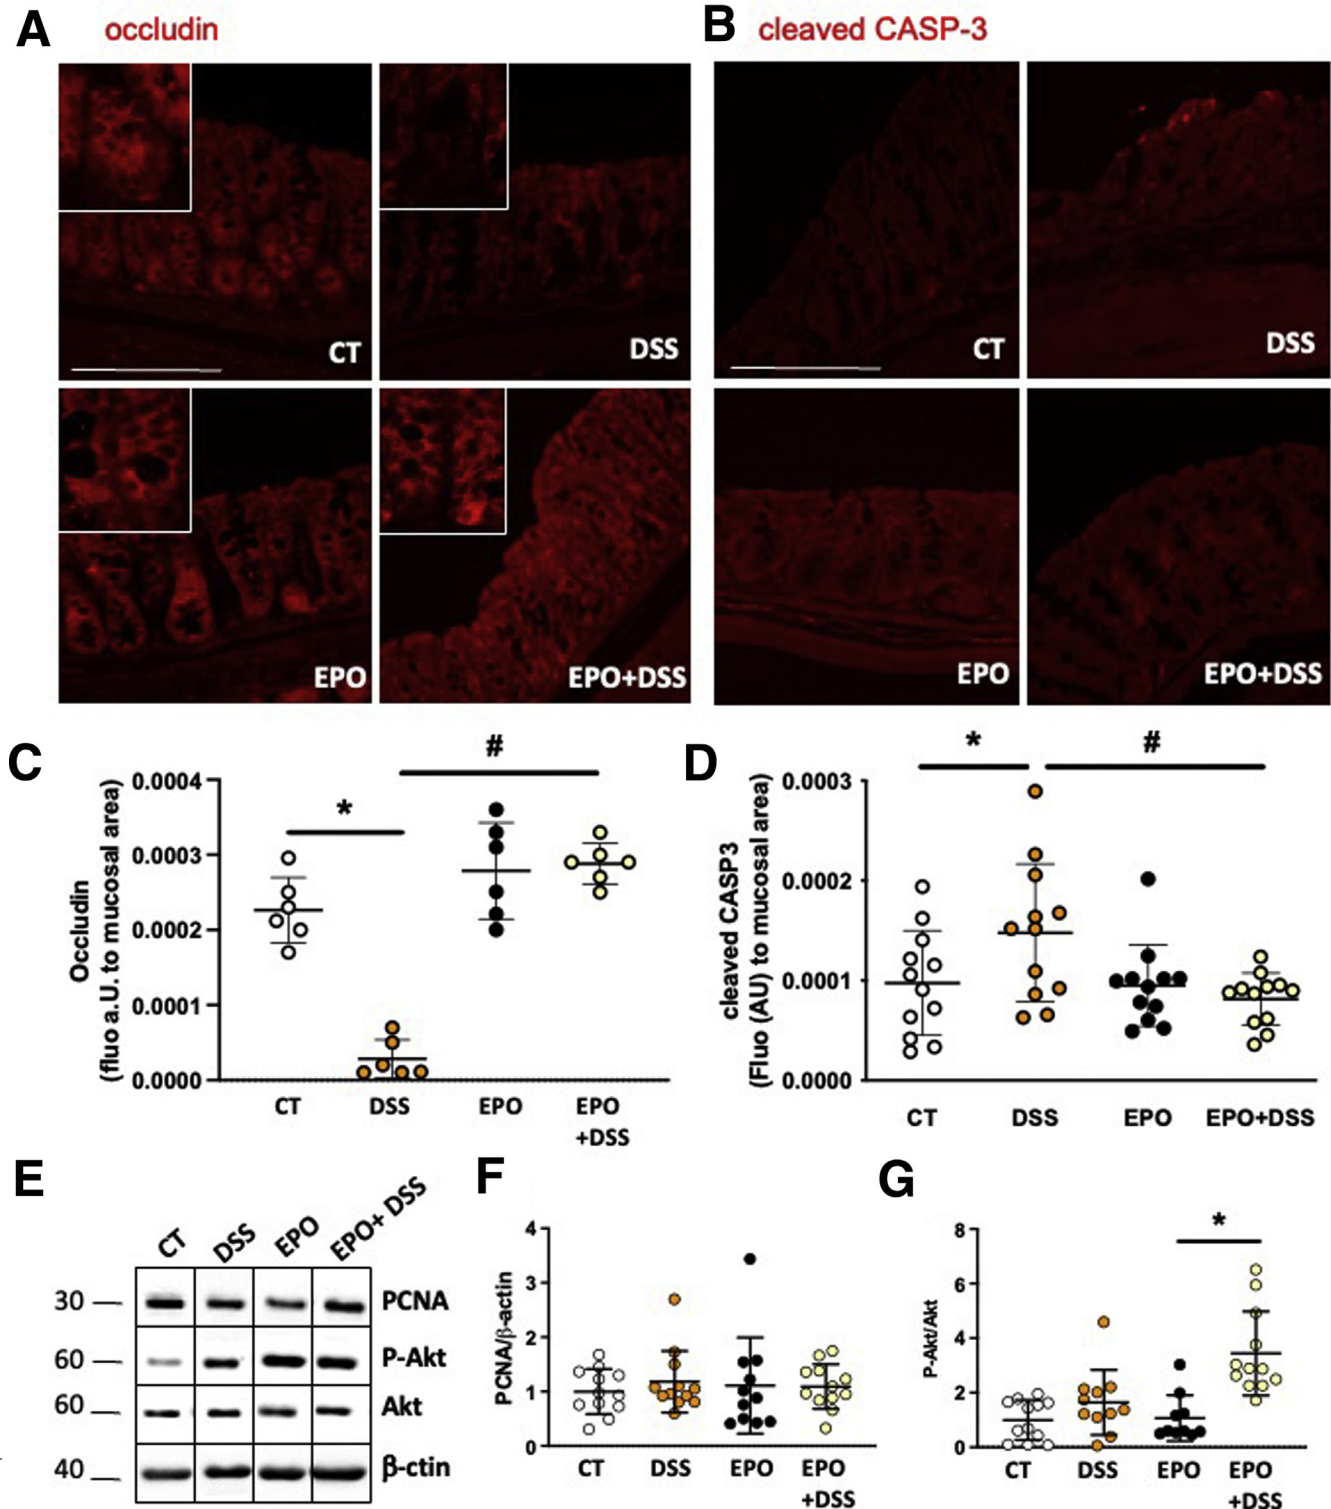 A occludin
B cleaved CASP-3
CT
DSS
EPO
EPO+DSS
CT
DSS
EPO
EPO+DSS
C
Occludin
(fluo a.U. to mucosal area)
0.0004
0.0003
0.0002
0.0001
0.0000
*
#
CT
DSS
EPO
EPO
+DSS
D
cleaved CASP3
(Fluo (AU) to mucosal area)
0.0003
0.0002
0.0001
0.0000
*
#
CT
DSS
EPO
EPO+DSS
E
CT
DSS
EPO
EPO+ DSS
30
PCNA
60
P-Akt
60
Akt
40
β-ctin
F
PCNA/β-actin
4
3
2
1
0
CT
DSS
EPO
EPO
+DSS
G
P-Akt/Akt
8
6
4
2
0
*
CT
DSS
EPO
EPO
+DSS